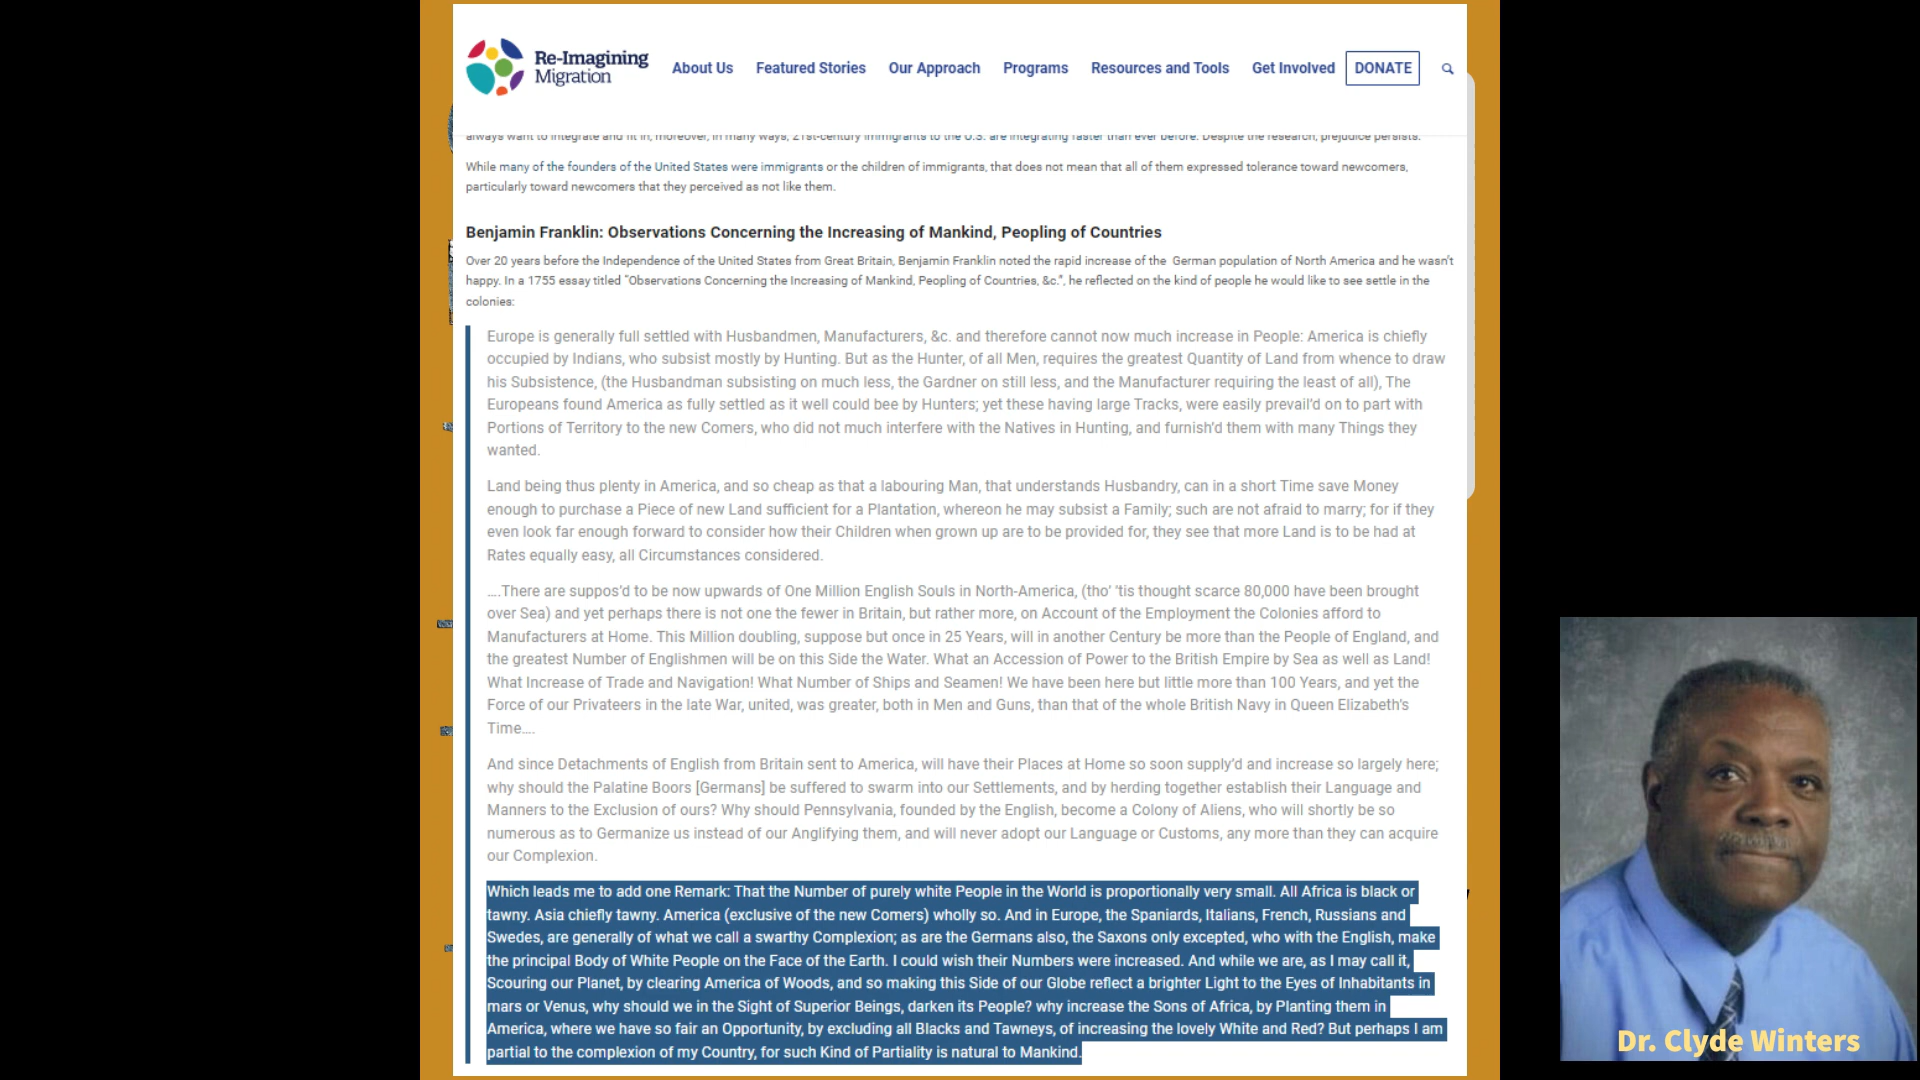 Re-Imagining
Migration
About Us Featured Stories Our Approach Programs Resources and Tools Get Involved DONATE
always want to integrate and fit in, moreover, in many ways, 21st-century immigrants to the U.S. are integrating faster than ever before. Despite the research, prejudice persists.
While many of the founders of the United States were immigrants or the children of immigrants, that does not mean that all of them expressed tolerance toward newcomers,
particularly toward newcomers that they perceived as not like them.
Benjamin Franklin: Observations Concerning the Increasing of Mankind, Peopling of Countries
Over 20 years before the Independence of the United States from Great Britain, Benjamin Franklin noted the rapid increase of the German population of North America and he wasn't
happy. In a 1755 essay titled "Observations Concerning the Increasing of Mankind, Peopling of Countries, &c.", he reflected on the kind of people he would like to see settle in the
colonies:
Europe is generally full settled with Husbandmen, Manufacturers, &c. and therefore cannot now much increase in People: America is chiefly
occupied by Indians, who subsist mostly by Hunting. But as the Hunter, of all Men, requires the greatest Quantity of Land from whence to draw
his Subsistence, (the Husbandman subsisting on much less, the Gardner on still less, and the Manufacturer requiring the least of all), The
Europeans found America as fully settled as it well could bee by Hunters; yet these having large Tracks, were easily prevail'd on to part with
Portions of Territory to the new Comers, who did not much interfere with the Natives in Hunting, and furnish'd them with many Things they
wanted.
Land being thus plenty in America, and so cheap as that a labouring Man, that understands Husbandry, can in a short Time save Money
enough to purchase a Piece of new Land sufficient for a Plantation, whereon he may subsist a Family; such are not afraid to marry; for if they
even look far enough forward to consider how their Children when grown up are to be provided for, they see that more Land is to be had at
Rates equally easy, all Circumstances considered.
....There are suppos'd to be now upwards of One Million English Souls in North-America, (tho' 'tis thought scarce 80,000 have been brought
over Sea) and yet perhaps there is not one the fewer in Britain, but rather more, on Account of the Employment the Colonies afford to
Manufacturers at Home. This Million doubling, suppose but once in 25 Years, will in another Century be more than the People of England, and
the greatest Number of Englishmen will be on this Side the Water. What an Accession of Power to the British Empire by Sea as well as Land!
What Increase of Trade and Navigation! What Number of Ships and Seamen! We have been here but little more than 100 Years, and yet the
Force of our Privateers in the late War, united, was greater, both in Men and Guns, than that of the whole British Navy in Queen Elizabeth's
Time....
And since Detachments of English from Britain sent to America, will have their Places at Home so soon supply'd and increase so largely here;
why should the Palatine Boors [Germans] be suffered to swarm into our Settlements, and by herding together establish their Language and
Manners to the Exclusion of ours? Why should Pennsylvania, founded by the English, become a Colony of Aliens, who will shortly be so
numerous as to Germanize us instead of our Anglifying them, and will never adopt our Language or Customs, any more than they can acquire
our Complexion.
Which leads me to add one Remark: That the Number of purely white People in the World is proportionally very small. All Africa is black or
tawny. Asia chiefly tawny. America (exclusive of the new Comers) wholly so. And in Europe, the Spaniards, Italians, French, Russians and
Swedes, are generally of what we call a swarthy Complexion; as are the Germans also, the Saxons only excepted, who with the English, make
the principal Body of White People on the Face of the Earth. I could wish their Numbers were increased. And while we are, as I may call it,
Scouring our Planet, by clearing America of Woods, and so making this Side of our Globe reflect a brighter Light to the Eyes of Inhabitants in
mars or Venus, why should we in the Sight of Superior Beings, darken its People? why increase the Sons of Africa, by Planting them in
America, where we have so fair an Opportunity, by excluding all Blacks and Tawneys, of increasing the lovely White and Red? But perhaps I am
partial to the complexion of my Country, for such Kind of Partiality is natural to Mankind.
Dr. Clyde Winters